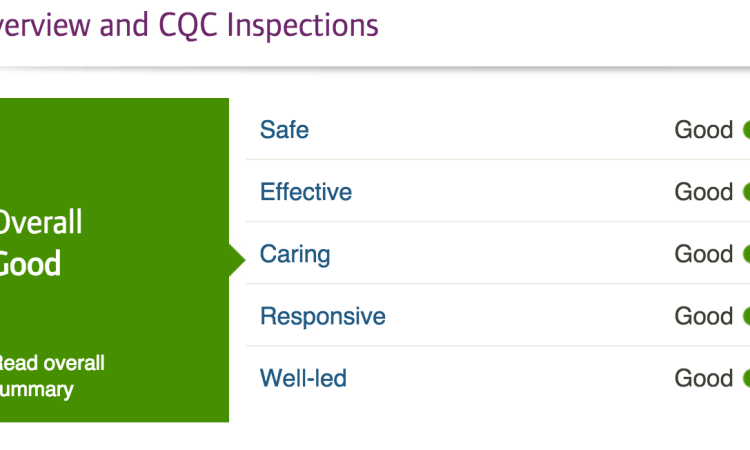 verview and CQC Inspections
Safe Good
Effective Good
Overall
Good
Caring Good
Responsive Good
Read overall
summary
Well-led Good